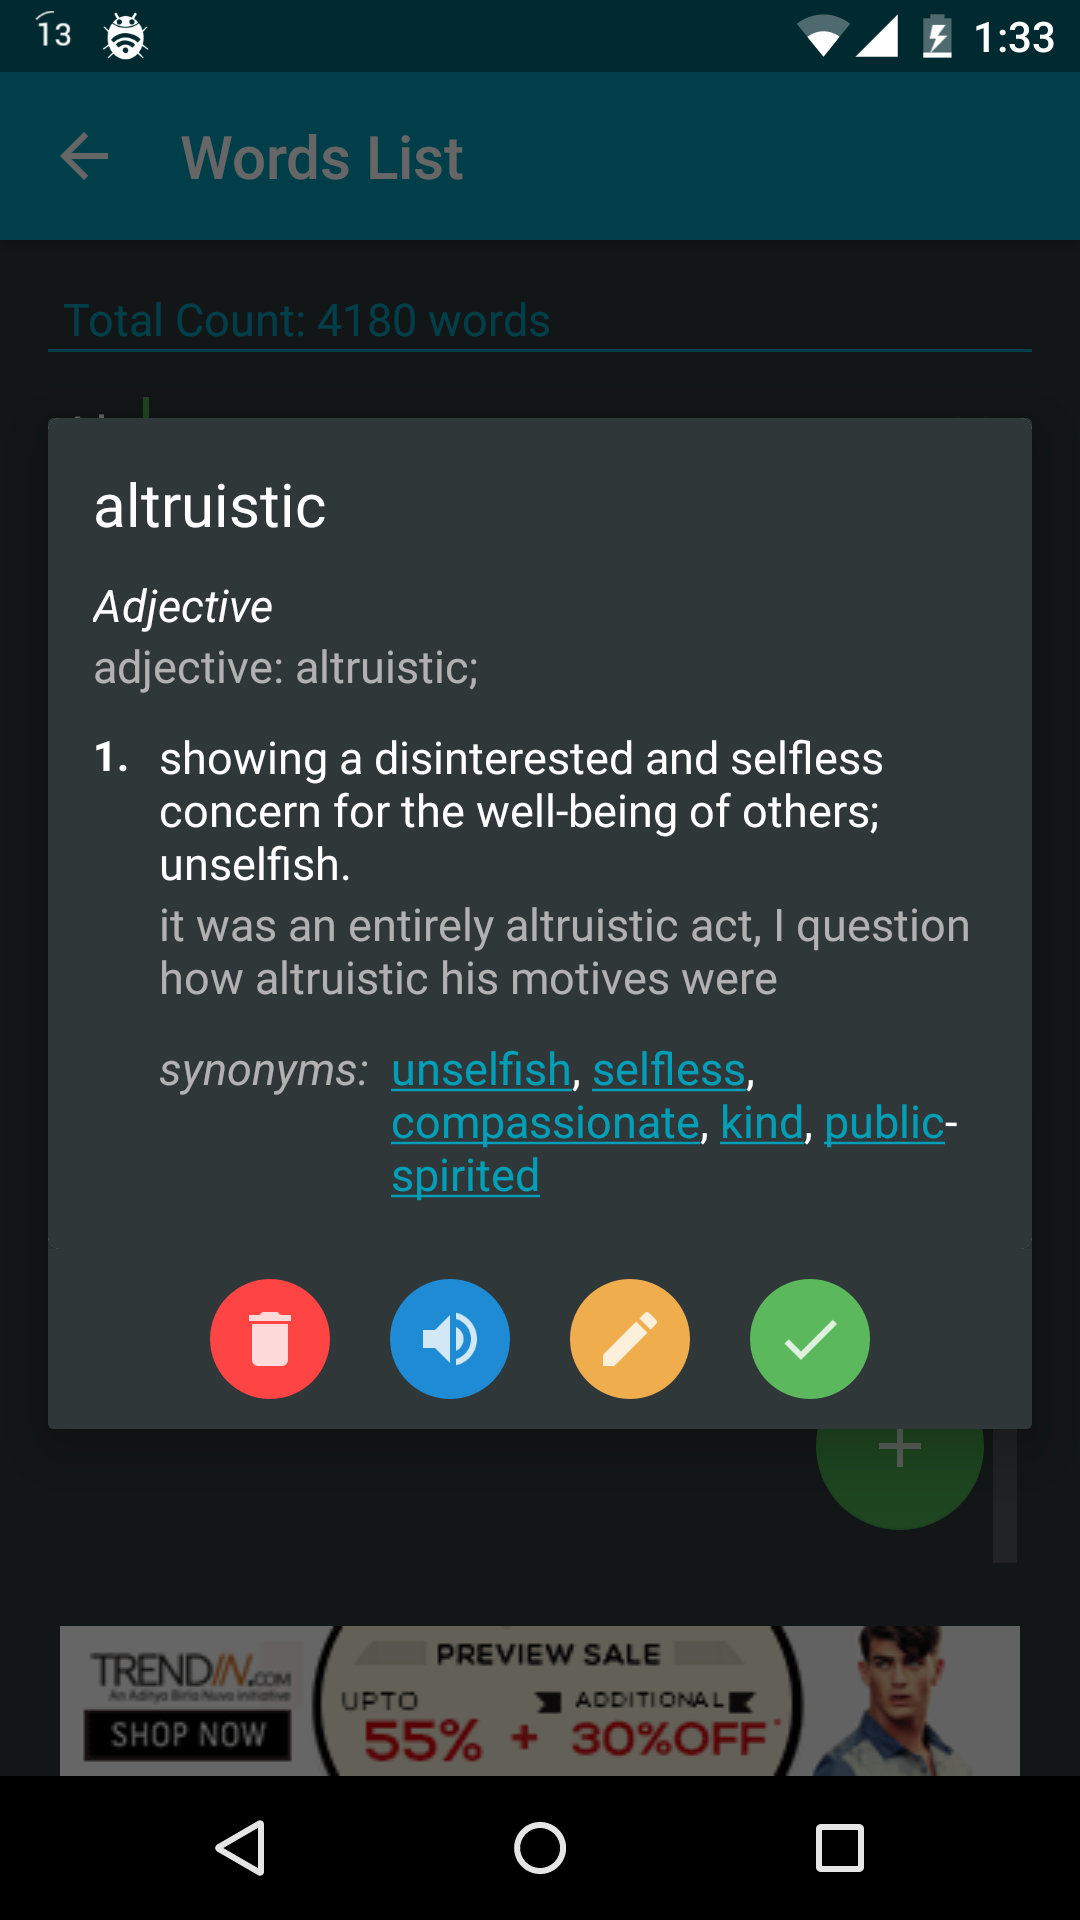 13
1:33
Words List
Total Count: 4180 words
altruistic
Adjective
adjective: altruistic;
1. showing a disinterested and selfless
concern for the well-being of others;
unselfish.
it was an entirely altruistic act, I question
how altruistic his motives were
synonyms: unselfish, selfless,
compassionate, kind, public-
spirited
TRENDIN.COM
An Aditya Birla Nuvo Initiative
SHOP NOW
PREVIEW SALE
UPTO
55%
+
ADDITIONAL
30%OFF*